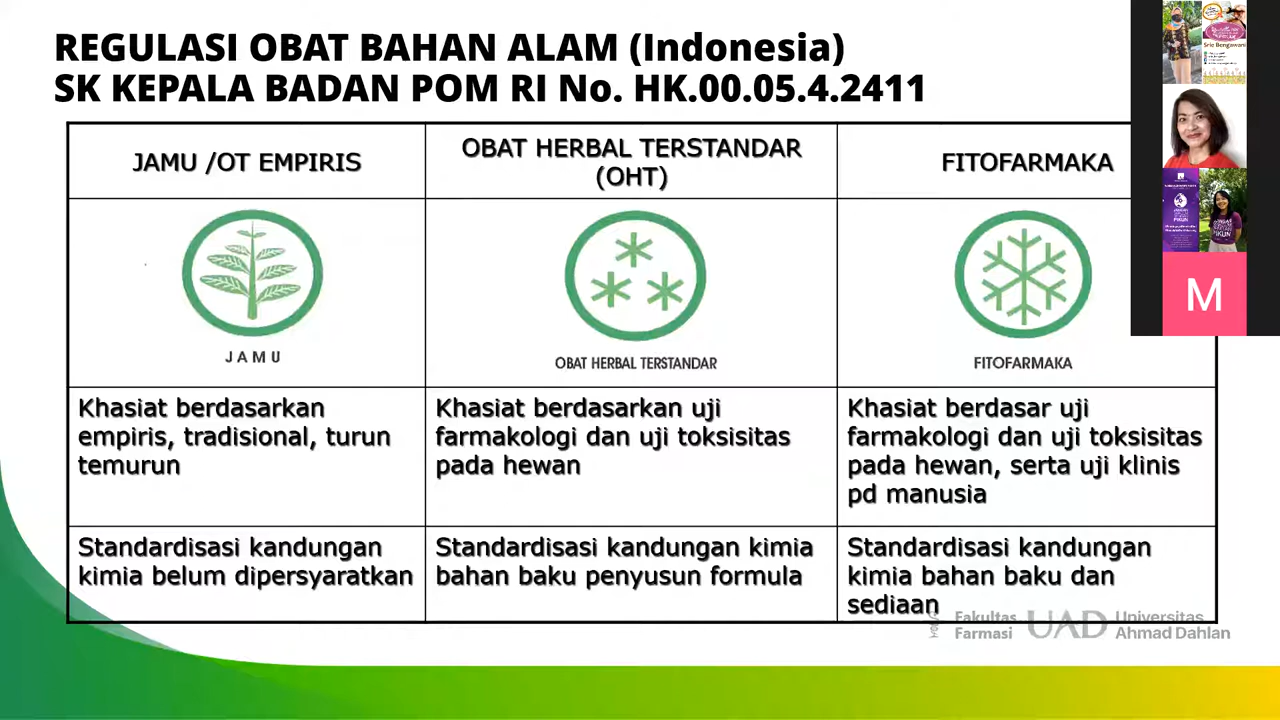 REGULASI OBAT BAHAN ALAM (Indonesia)
SK KEPALA BADAN POM RI No. HK.00.05.4.2411
JAMU /OT EMPIRIS
OBAT HERBAL TERSTANDAR
(OHT)
FITOFARMAKA
JAMU
OBAT HERBAL TERSTANDAR
FITOFARMAKA
Khasiat berdasarkan
empiris, tradisional, turun
temurun
Khasiat berdasarkan uji
farmakologi dan uji toksisitas
pada hewan
Khasiat berdasar uji
farmakologi dan uji toksisitas
pada hewan, serta uji klinis
pd manusia
Standardisasi kandungan
kimia belum dipersyaratkan
Standardisasi kandungan kimia
bahan baku penyusun formula
Standardisasi kandungan
kimia bahan baku dan
sediaan
Fakultas
Farmasi
UAD
Universitas
Ahmad Dahlan
Srie Bengawani
PIKUN
M